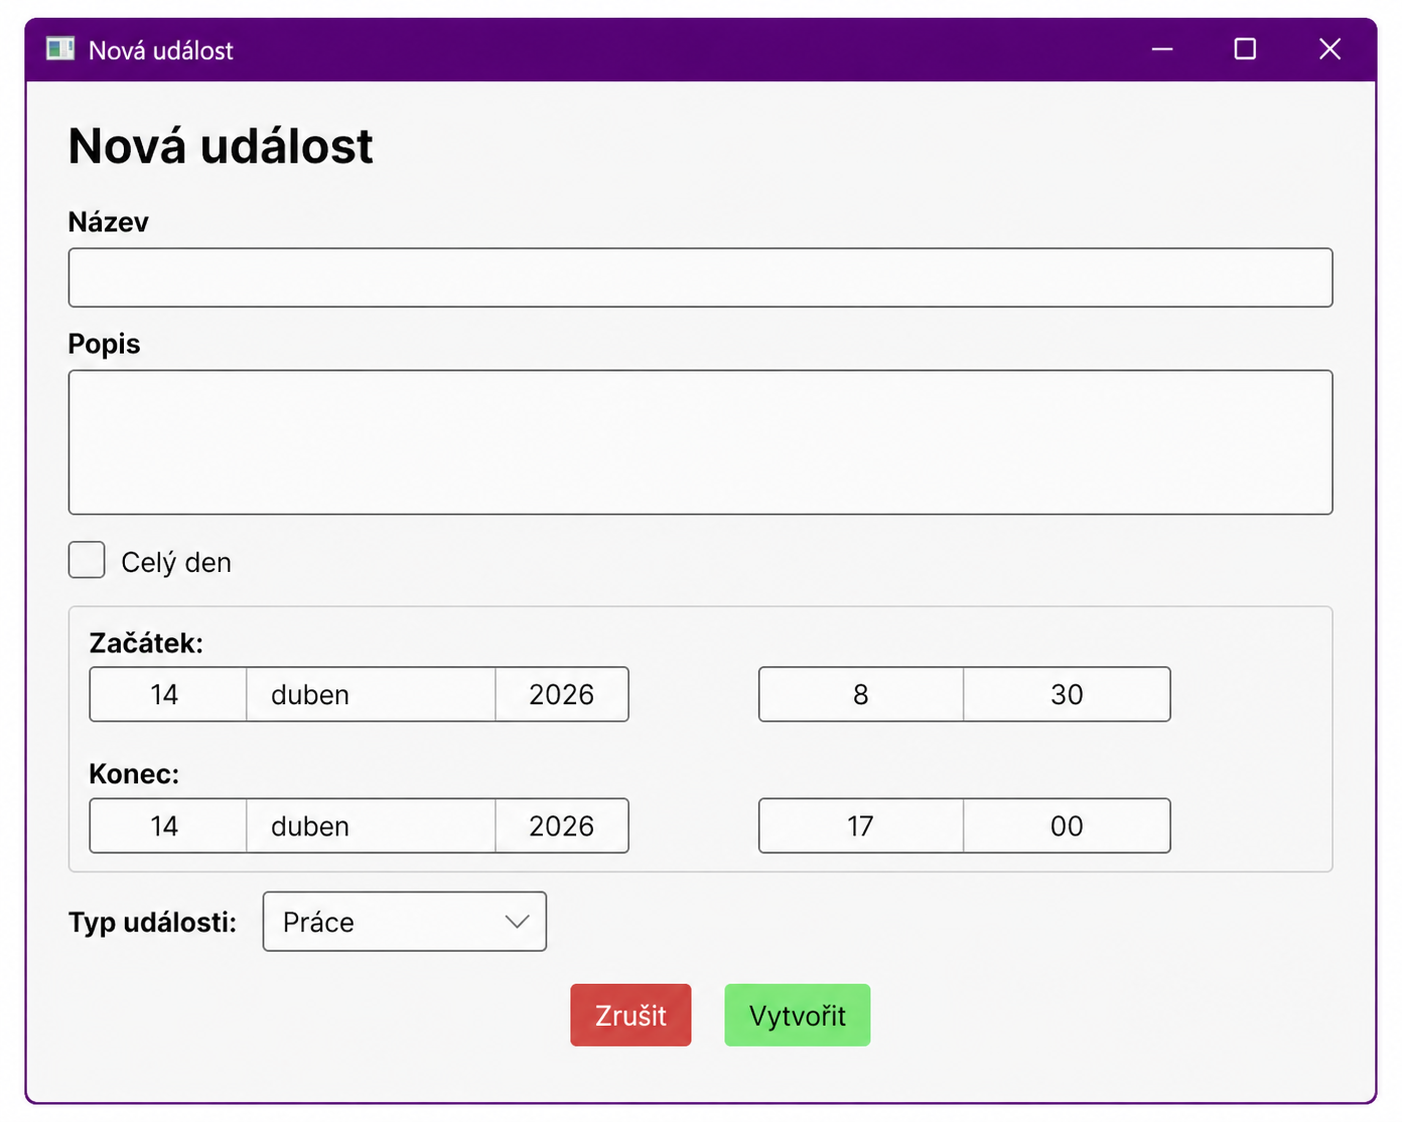 Nová událost
Nová událost
Název
Popis
Celý den
Začátek:
14 duben 2026 8 30
Konec:
14 duben 2026 17 00
Typ události: Práce
Zrušit Vytvořit